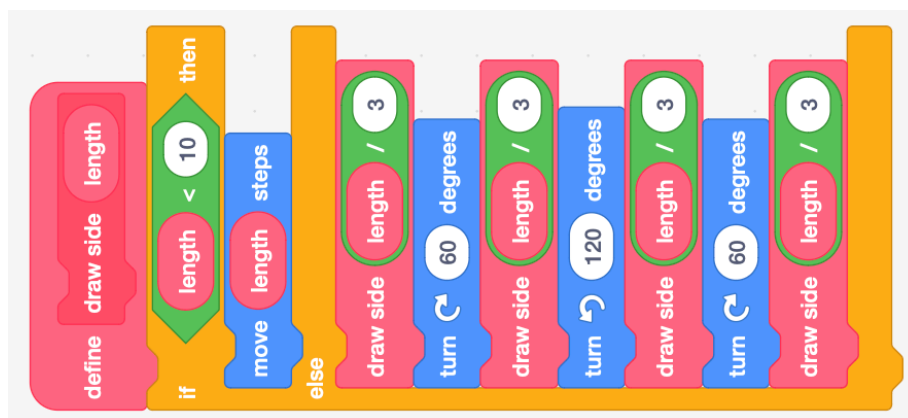 define draw side length
if length < 10 then
move length steps
else
draw side length / 3
turn 60 degrees
draw side length / 3
turn 120 degrees
draw side length / 3
turn 60 degrees
draw side length / 3